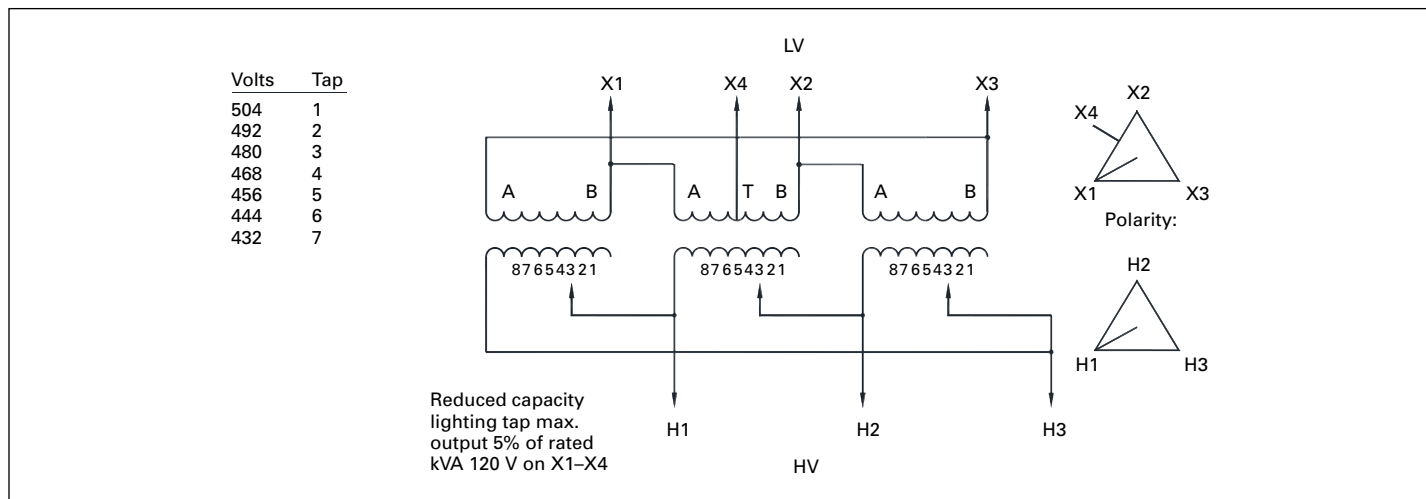 LV
Volts Tap
504 1
492 2
480 3
468 4
456 5
444 6
432 7
X1 X4 X2 X3
A B A T B A B
87654321 87654321 87654321
X2
X4
X1 X3
Polarity:
H2
H1 H3
Reduced capacity
lighting tap max.
output 5% of rated
kVA 120 V on X1–X4
H1 H2 H3
HV